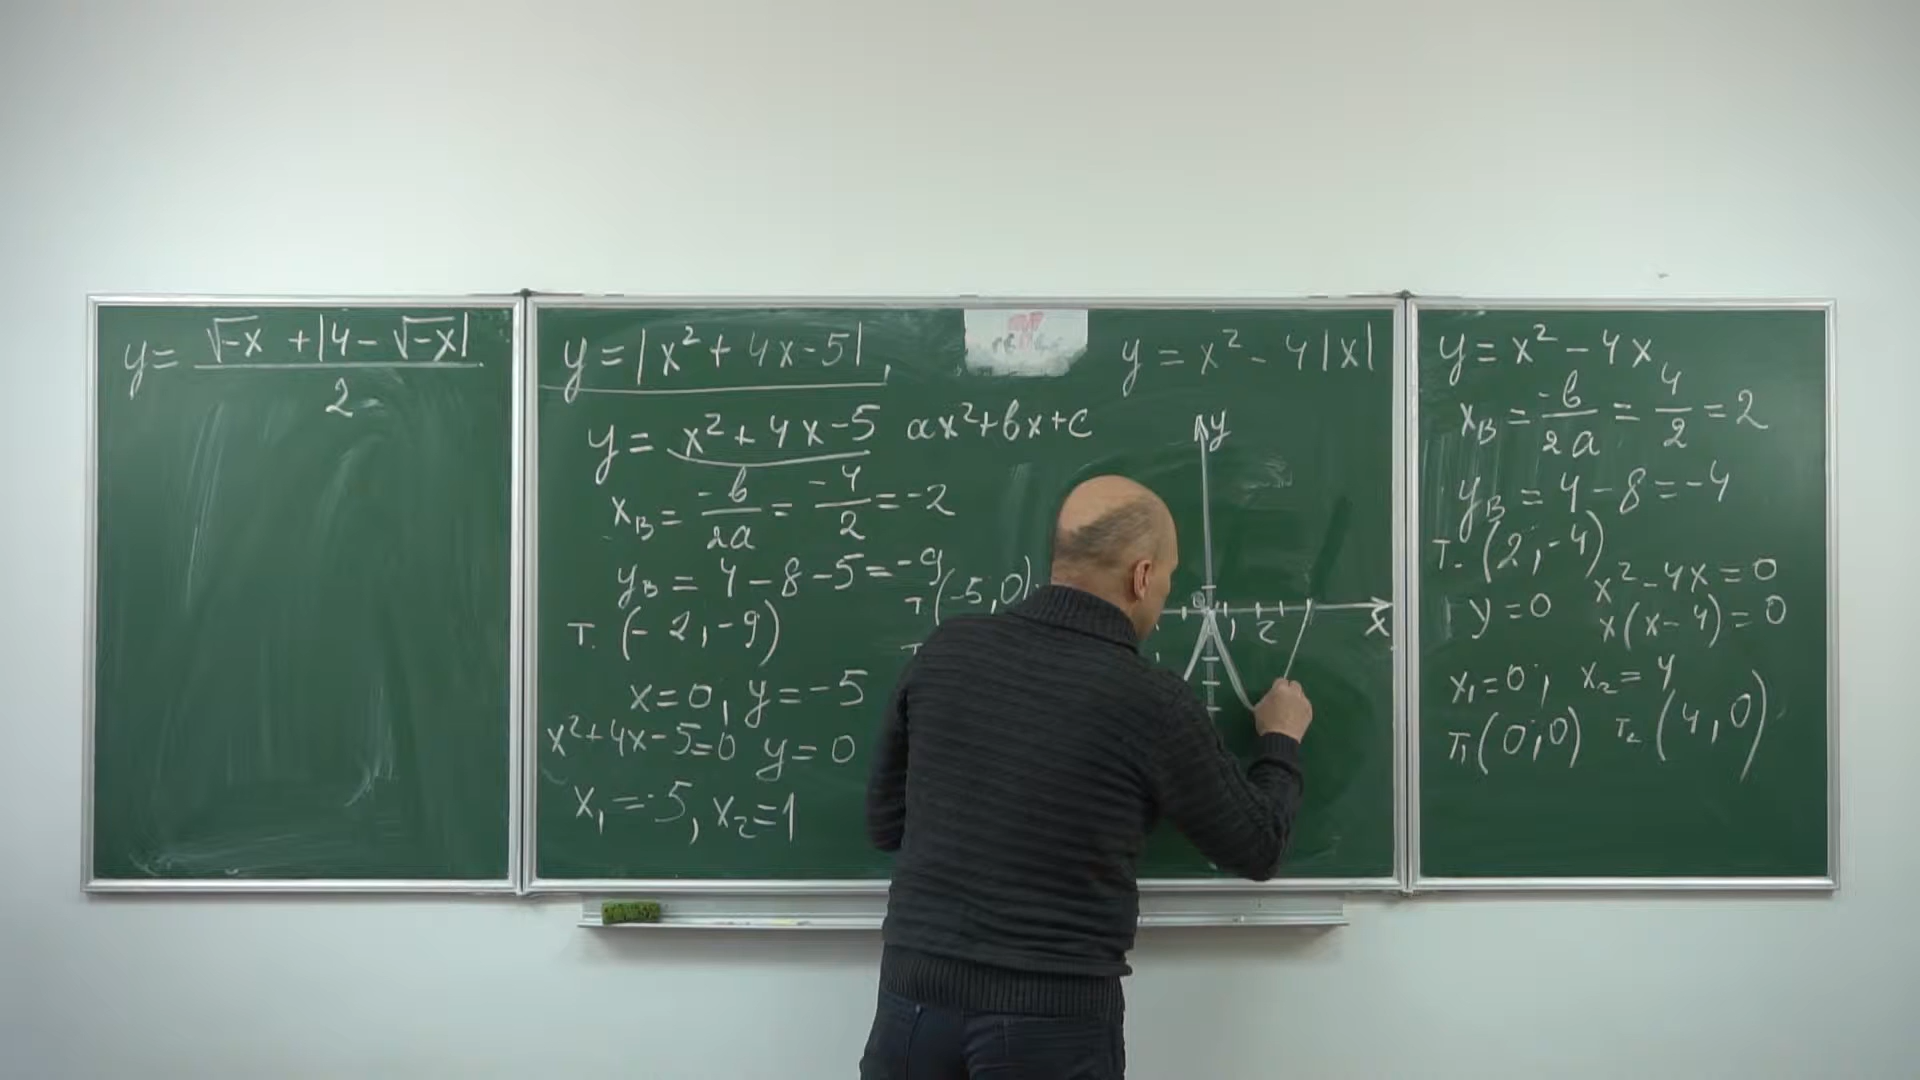 y = (√-x + |4 - √-x|) / 2
y = |x² + 4x - 5|,
y = x² + 4x - 5 ax² + bx + c
x_B = -b / 2a = -4 / 2 = -2
y_B = 4 - 8 - 5 = -9
т. (-2, -9)
т (-5, 0)
x = 0, y = -5
x² + 4x - 5 = 0 y = 0
x₁ = -5, x₂ = 1
y = x² - 4|x|
y
0 1 2 x
y = x² - 4x
x_B = -b / 2a = 4 / 2 = 2
y_B = 4 - 8 = -4
т. (2, -4)
x² - 4x = 0
y = 0 x(x - 4) = 0
x₁ = 0; x₂ = 4
т₁ (0; 0) т₂ (4, 0)